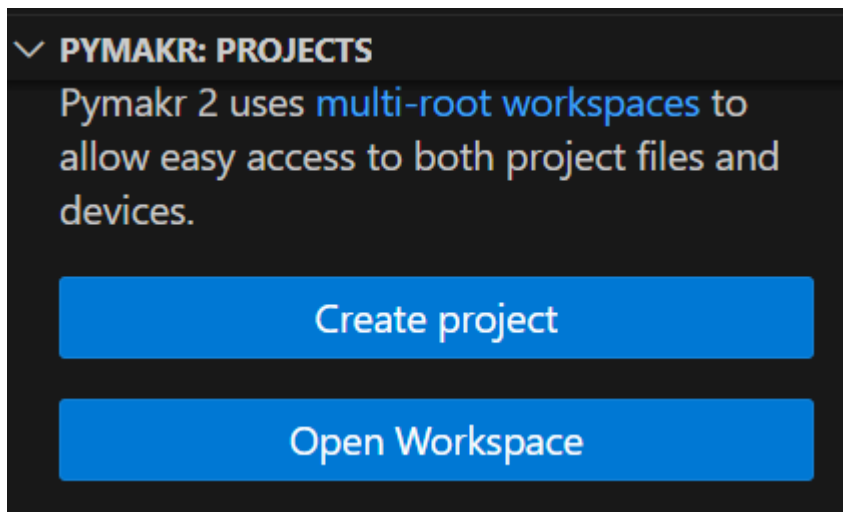 PYMAKR: PROJECTS
Pymakr 2 uses multi-root workspaces to
allow easy access to both project files and
devices.
Create project
Open Workspace